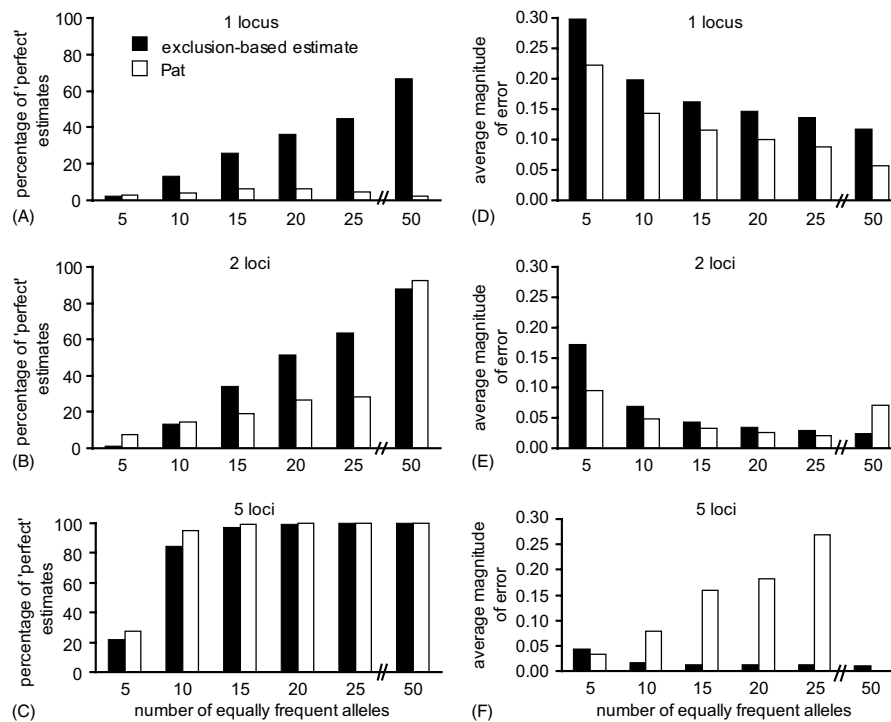 1 locus
exclusion-based estimate
Pat
percentage of 'perfect'
estimates
100
80
60
40
20
0
5 10 15 20 25 50
(A)
1 locus
average magnitude
of error
0.30
0.25
0.20
0.15
0.10
0.05
0.00
5 10 15 20 25 50
(D)
2 loci
percentage of 'perfect'
estimates
100
80
60
40
20
0
5 10 15 20 25 50
(B)
2 loci
average magnitude
of error
0.30
0.25
0.20
0.15
0.10
0.05
0.00
5 10 15 20 25 50
(E)
5 loci
percentage of 'perfect'
estimates
100
80
60
40
20
0
5 10 15 20 25 50
(C) number of equally frequent alleles
5 loci
average magnitude
of error
0.30
0.25
0.20
0.15
0.10
0.05
0.00
5 10 15 20 25 50
(F) number of equally frequent alleles